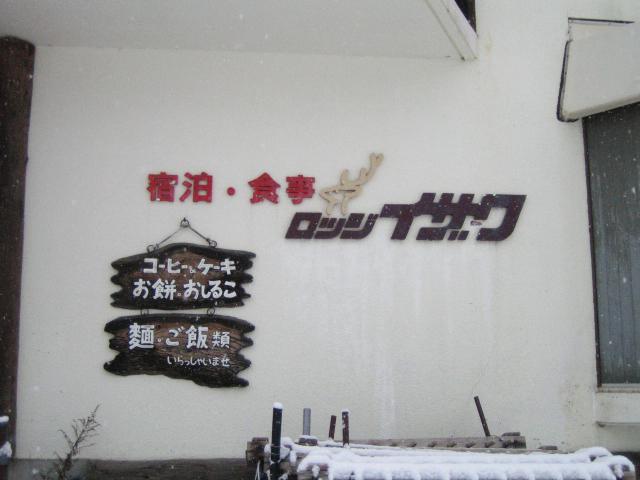 宿泊・食事
ロッジイザワ
コーヒー&ケーキ
お餅・おしるこ
麺・ご飯類
いらっしゃいませ